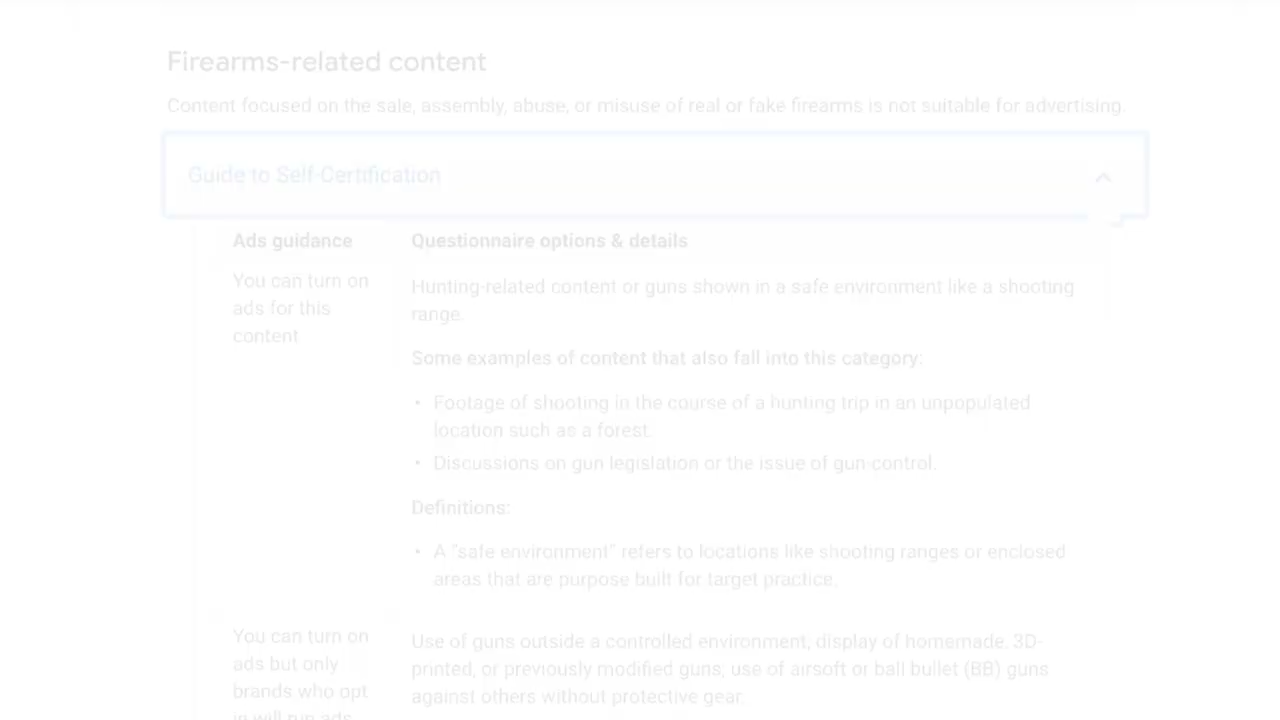 Firearms-related content
Content focused on the sale, assembly, abuse, or misuse of real or fake firearms is not suitable for advertising.
Guide to Self-Certification
Ads guidance
Questionnaire options & details
You can turn on
ads for this
content
Hunting-related content or guns shown in a safe environment like a shooting
range.
Some examples of content that also fall into this category:
• Footage of shooting in the course of a hunting trip in an unpopulated
location such as a forest.
• Discussions on gun legislation or the issue of gun-control.
Definitions:
• A "safe environment" refers to locations like shooting ranges or enclosed
areas that are purpose built for target practice.
You can turn on
ads but only
brands who opt
in will run ads
Use of guns outside a controlled environment; display of homemade, 3D-
printed, or previously modified guns; use of airsoft or ball bullet (BB) guns
against others without protective gear.